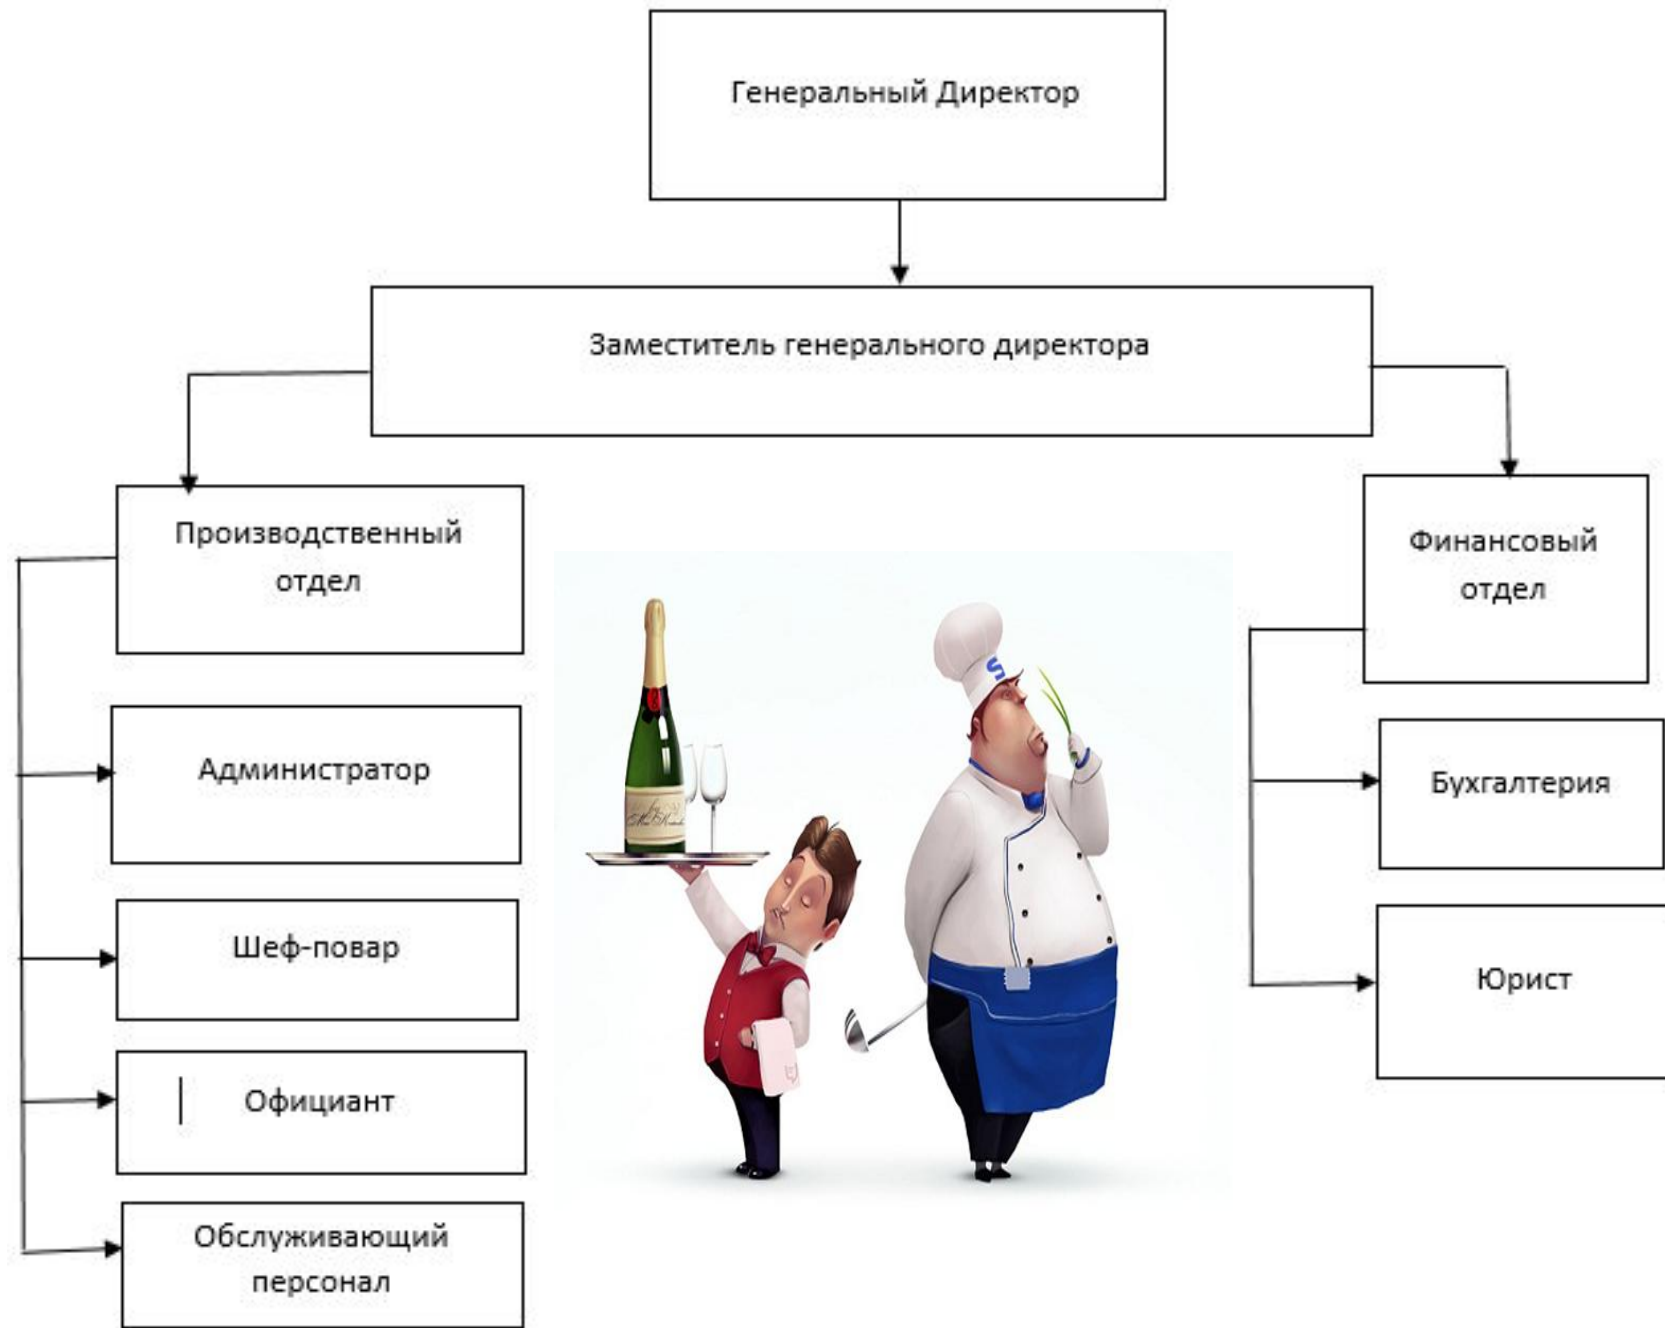 Генеральный Директор
Заместитель генерального директора
Производственный
отдел
Администратор
Шеф-повар
Официант
Обслуживающий
персонал
Финансовый
отдел
Бухгалтерия
Юрист